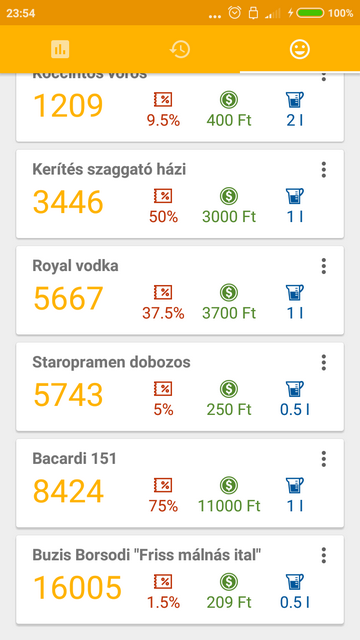 23:54
100%
Koccintós vörös
1209
9.5%
400 Ft
2 l
Kerítés szaggató házi
3446
50%
3000 Ft
1 l
Royal vodka
5667
37.5%
3700 Ft
1 l
Staropramen dobozos
5743
5%
250 Ft
0.5 l
Bacardi 151
8424
75%
11000 Ft
1 l
Buzis Borsodi "Friss málnás ital"
16005
1.5%
209 Ft
0.5 l